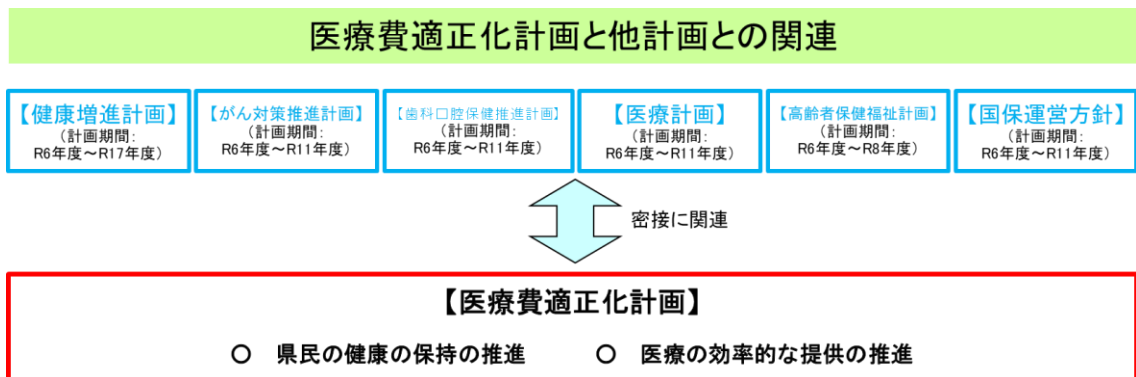 医療費適正化計画と他計画との関連
【健康増進計画】
(計画期間:
R6年度～R17年度)
【がん対策推進計画】
(計画期間:
R6年度～R11年度)
【歯科口腔保健推進計画】
(計画期間:
R6年度～R11年度)
【医療計画】
(計画期間:
R6年度～R11年度)
【高齢者保健福祉計画】
(計画期間:
R6年度～R8年度)
【国保運営方針】
(計画期間:
R6年度～R11年度)
密接に関連
【医療費適正化計画】
○ 県民の健康の保持の推進 ○ 医療の効率的な提供の推進